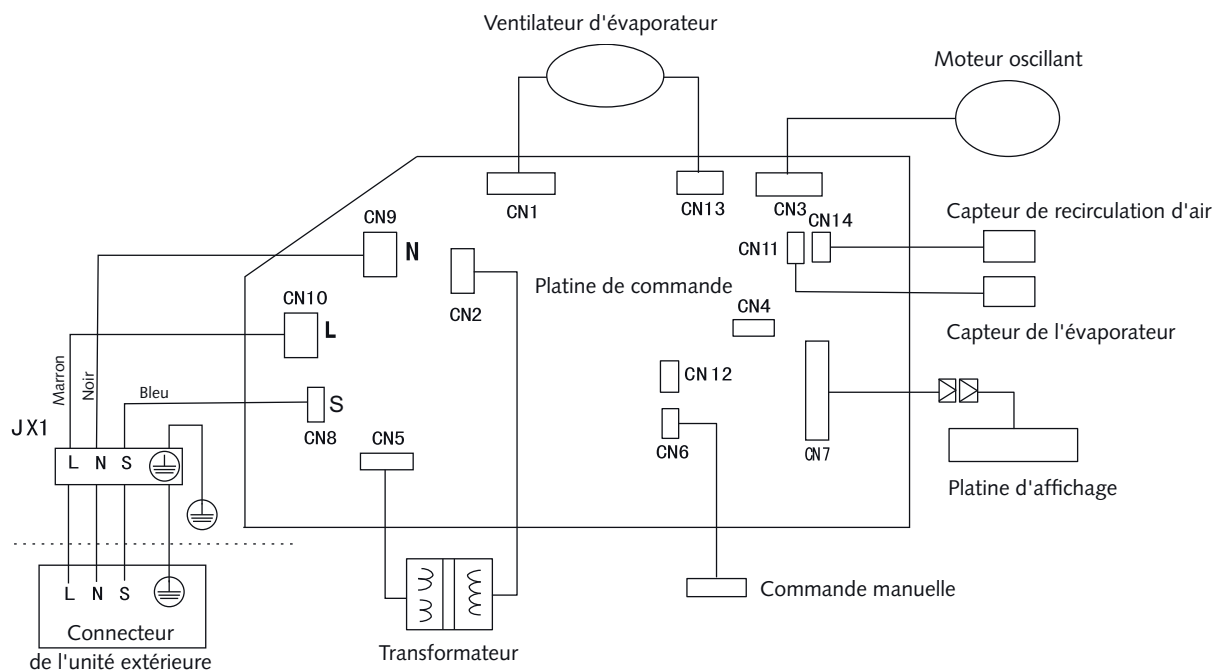 Ventilateur d'évaporateur
Moteur oscillant
CN1
CN13
CN3
CN14
CN11
Capteur de recirculation d'air
CN9
N
CN2
Platine de commande
CN4
Capteur de l'évaporateur
CN10
L
Marron
Noir
Bleu
S
CN8
CN5
CN12
CN6
CN7
Platine d'affichage
JX1
L N S
L N S
Connecteur
de l'unité extérieure
Transformateur
Commande manuelle